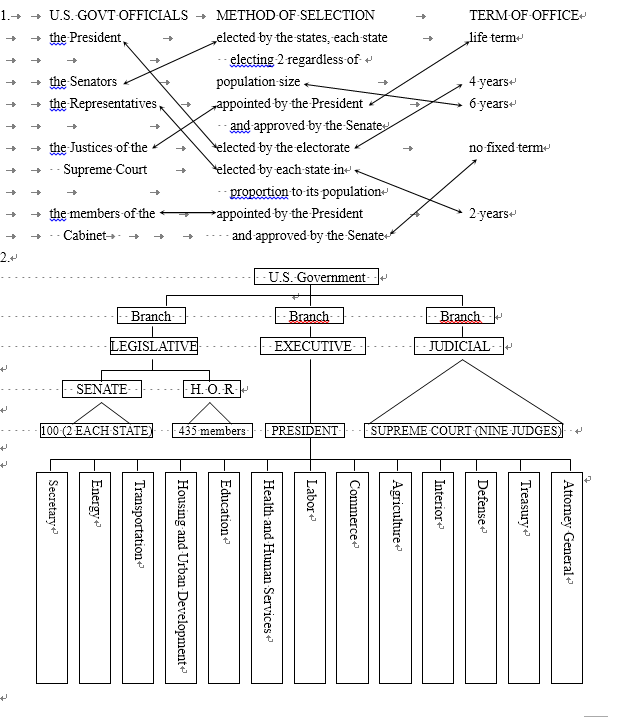 1. U.S. GOVT OFFICIALS METHOD OF SELECTION TERM OF OFFICE
the President elected by the states, each state life term
electing 2 regardless of
the Senators population size 4 years
the Representatives appointed by the President 6 years
and approved by the Senate
the Justices of the elected by the electorate no fixed term
Supreme Court elected by each state in
proportion to its population
the members of the appointed by the President 2 years
Cabinet and approved by the Senate
2.
U.S. Government
Branch Branch Branch
LEGISLATIVE EXECUTIVE JUDICIAL
SENATE H. O. R
100 (2 EACH STATE) 435 members PRESIDENT SUPREME COURT (NINE JUDGES)
Secretary
Energy
Transportation
Housing and Urban Development
Education
Health and Human Services
Labor
Commerce
Agriculture
Interior
Defense
Treasury
Attorney General